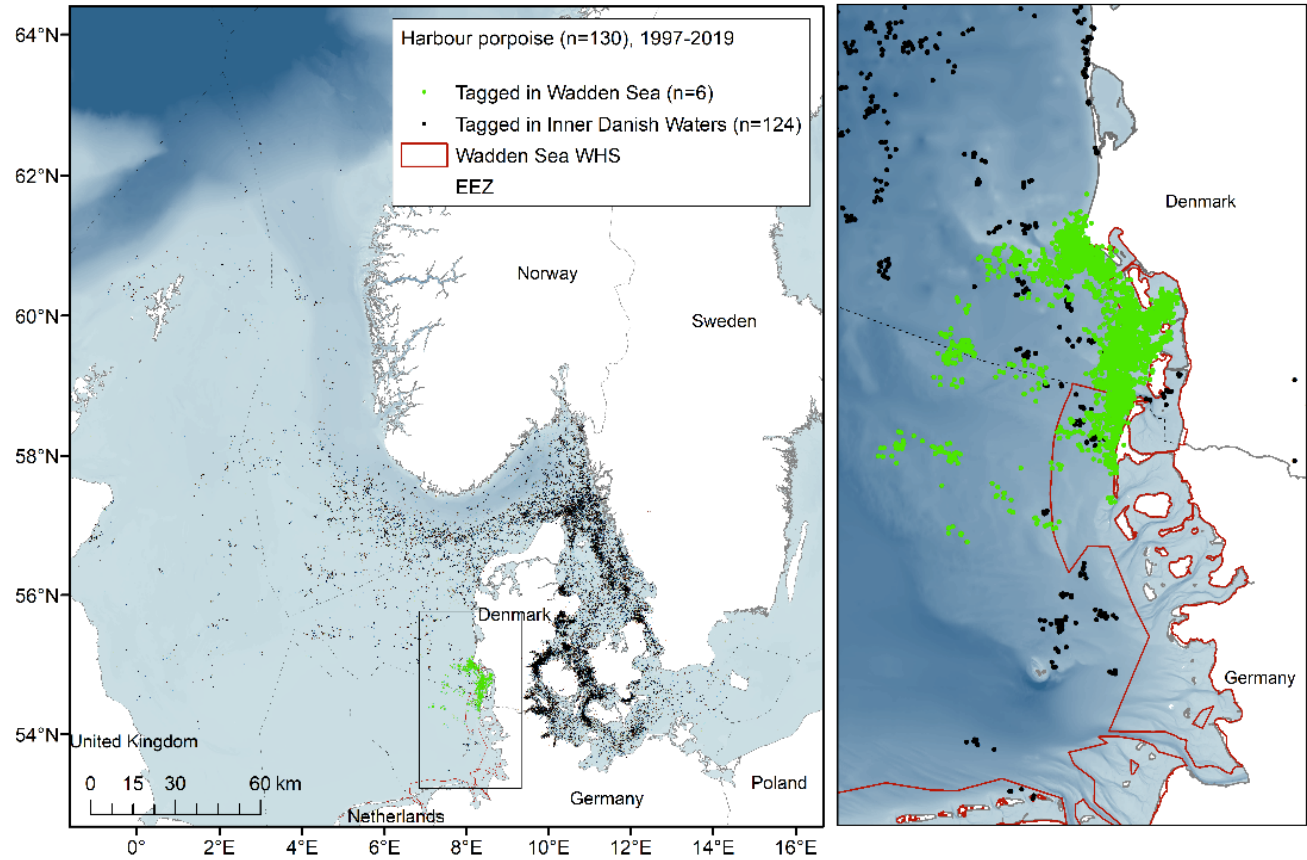 64°N
62°N
60°N
58°N
56°N
54°N
Harbour porpoise (n=130), 1997-2019
Tagged in Wadden Sea (n=6)
Tagged in Inner Danish Waters (n=124)
Wadden Sea WHS
EEZ
Norway
Sweden
Denmark
United Kingdom
0 15 30 60 km
Netherlands
Germany
Poland
0° 2°E 4°E 6°E 8°E 10°E 12°E 14°E 16°E
Denmark
Germany